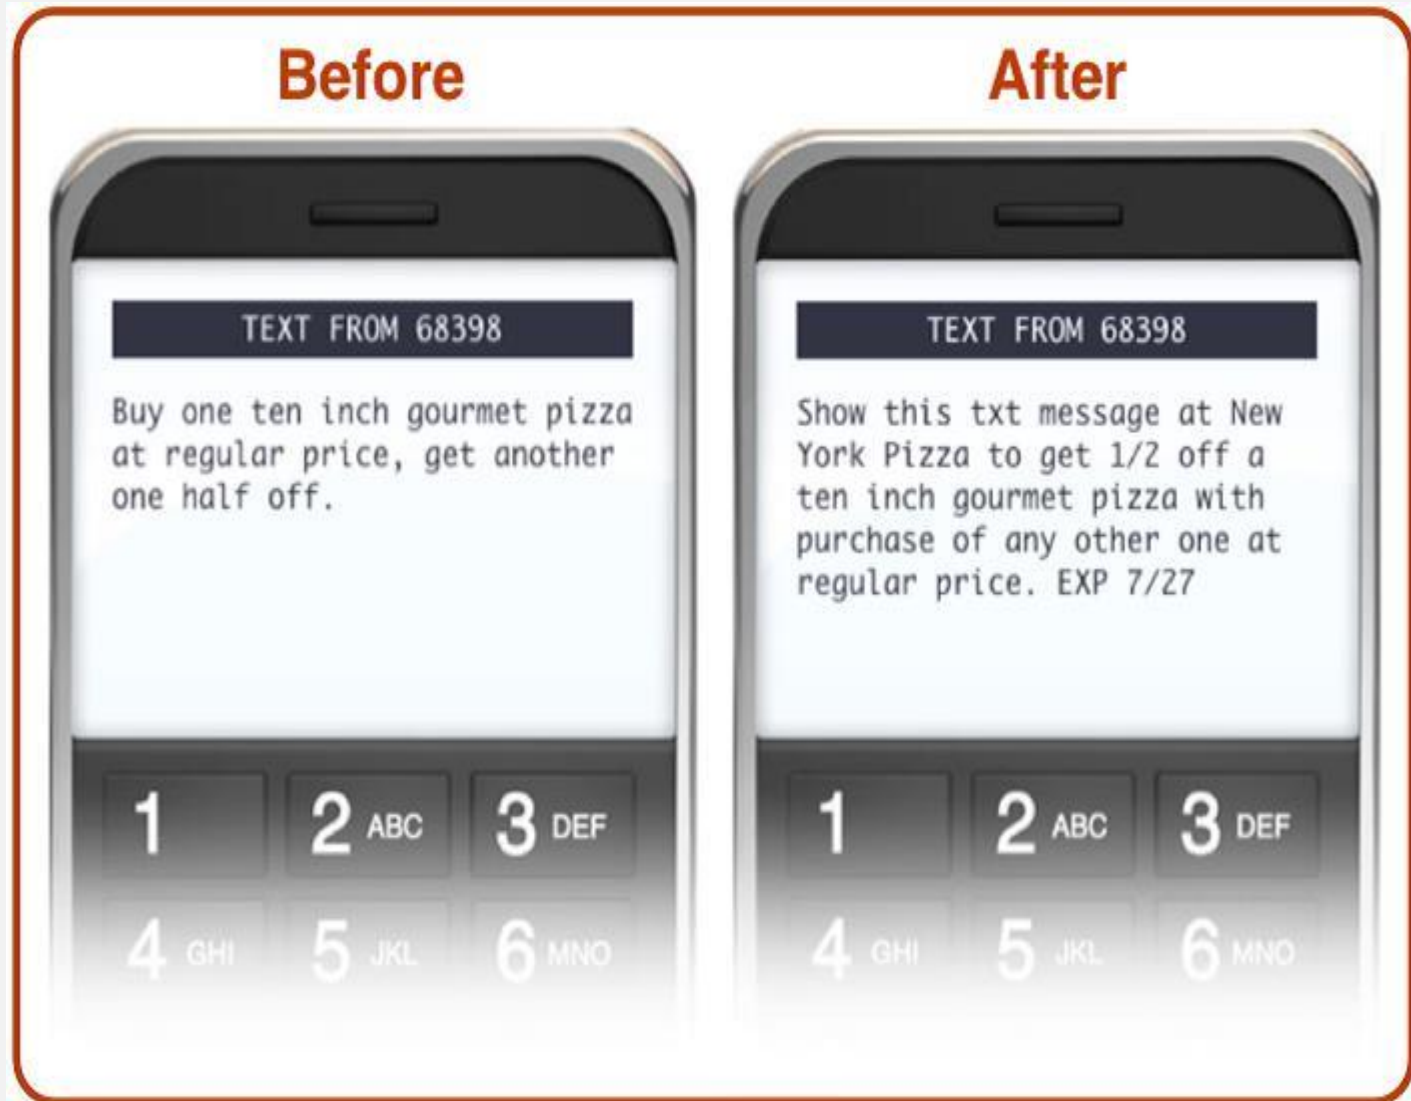 Before
TEXT FROM 68398
Buy one ten inch gourmet pizza
at regular price, get another
one half off.
1
2 ABC
3 DEF
4 GHI
5 JKL
6 MNO
After
TEXT FROM 68398
Show this txt message at New
York Pizza to get 1/2 off a
ten inch gourmet pizza with
purchase of any other one at
regular price. EXP 7/27
1
2 ABC
3 DEF
4 GHI
5 JKL
6 MNO